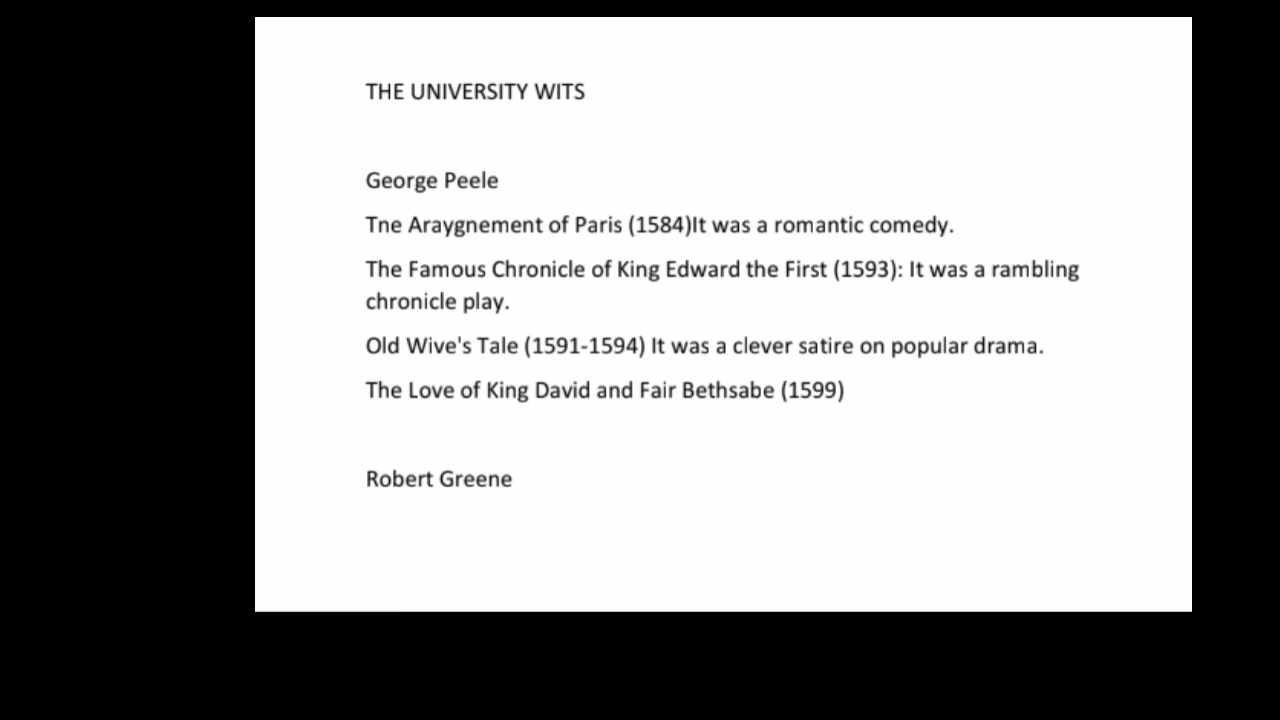 THE UNIVERSITY WITS
George Peele
Tne Araygnement of Paris (1584)It was a romantic comedy.
The Famous Chronicle of King Edward the First (1593): It was a rambling
chronicle play.
Old Wive's Tale (1591-1594) It was a clever satire on popular drama.
The Love of King David and Fair Bethsabe (1599)
Robert Greene